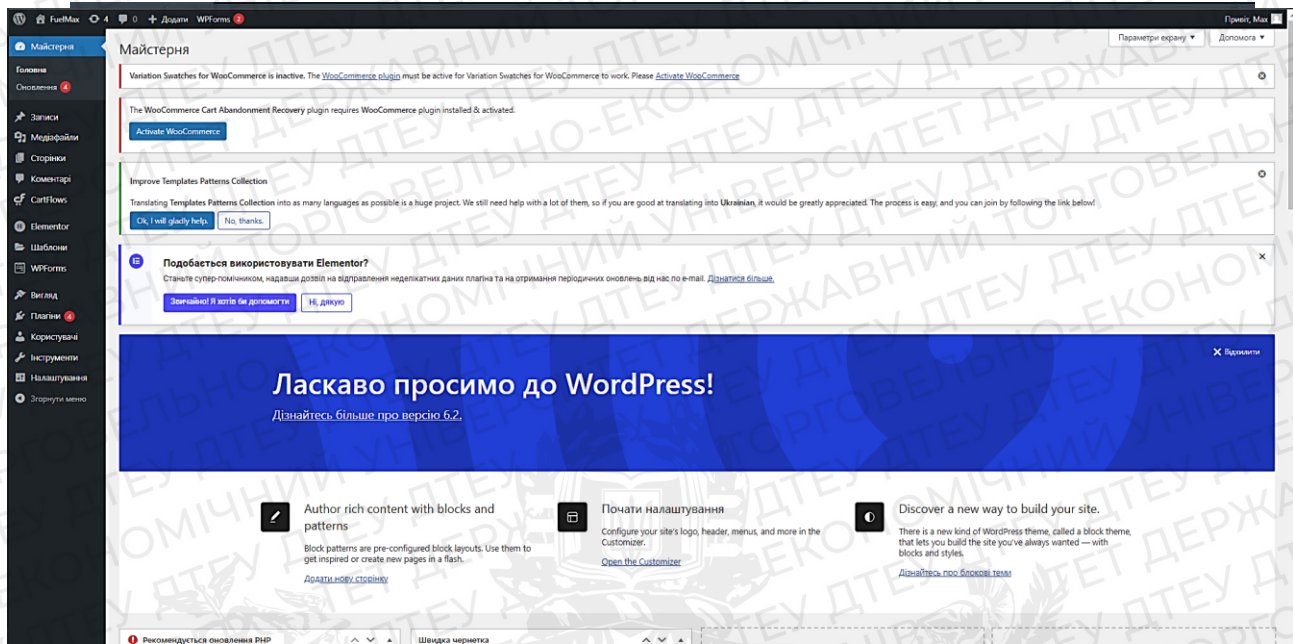 FuelMax 4 0 + Додати WPForms 2
Привіт, Max
Майстерня
Головна
Оновлення 4
Записи
Медіафайли
Сторінки
Коментарі
CartFlows
Elementor
Шаблони
WPForms
Вигляд
Плагіни 4
Користувачі
Інструменти
Налаштування
Згорнути меню
Параметри екрану
Допомога
Майстерня
Variation Swatches for WooCommerce is inactive. The WooCommerce plugin must be active for Variation Swatches for WooCommerce to work. Please Activate WooCommerce
The WooCommerce Cart Abandonment Recovery plugin requires WooCommerce plugin installed & activated.
Activate WooCommerce
Improve Templates Patterns Collection
Translating Templates Patterns Collection into as many languages as possible is a huge project. We still need help with a lot of them, so if you are good at translating into Ukrainian, it would be greatly appreciated. The process is easy, and you can join by following the link below!
Ok, I will gladly help. No, thanks.
Подобається використовувати Elementor?
Станьте супер-помічником, надавши дозвіл на відправлення неделікатних даних плагіна та на отримання періодичних оновлень від нас по e-mail. Дізнатися більше.
Звичайно! Я хотів би допомогти Ні, дякую
Відхилити
Ласкаво просимо до WordPress!
Дізнайтесь більше про версію 6.2.
Author rich content with blocks and
patterns
Block patterns are pre-configured block layouts. Use them to
get inspired or create new pages in a flash.
Додати нову сторінку
Почати налаштування
Configure your site's logo, header, menus, and more in the
Customizer.
Open the Customizer
Discover a new way to build your site.
There is a new kind of WordPress theme, called a block theme,
that lets you build the site you've always wanted — with
blocks and styles.
Дізнайтесь про блокові теми
Рекомендується оновлення PHP
Швидка чернетка